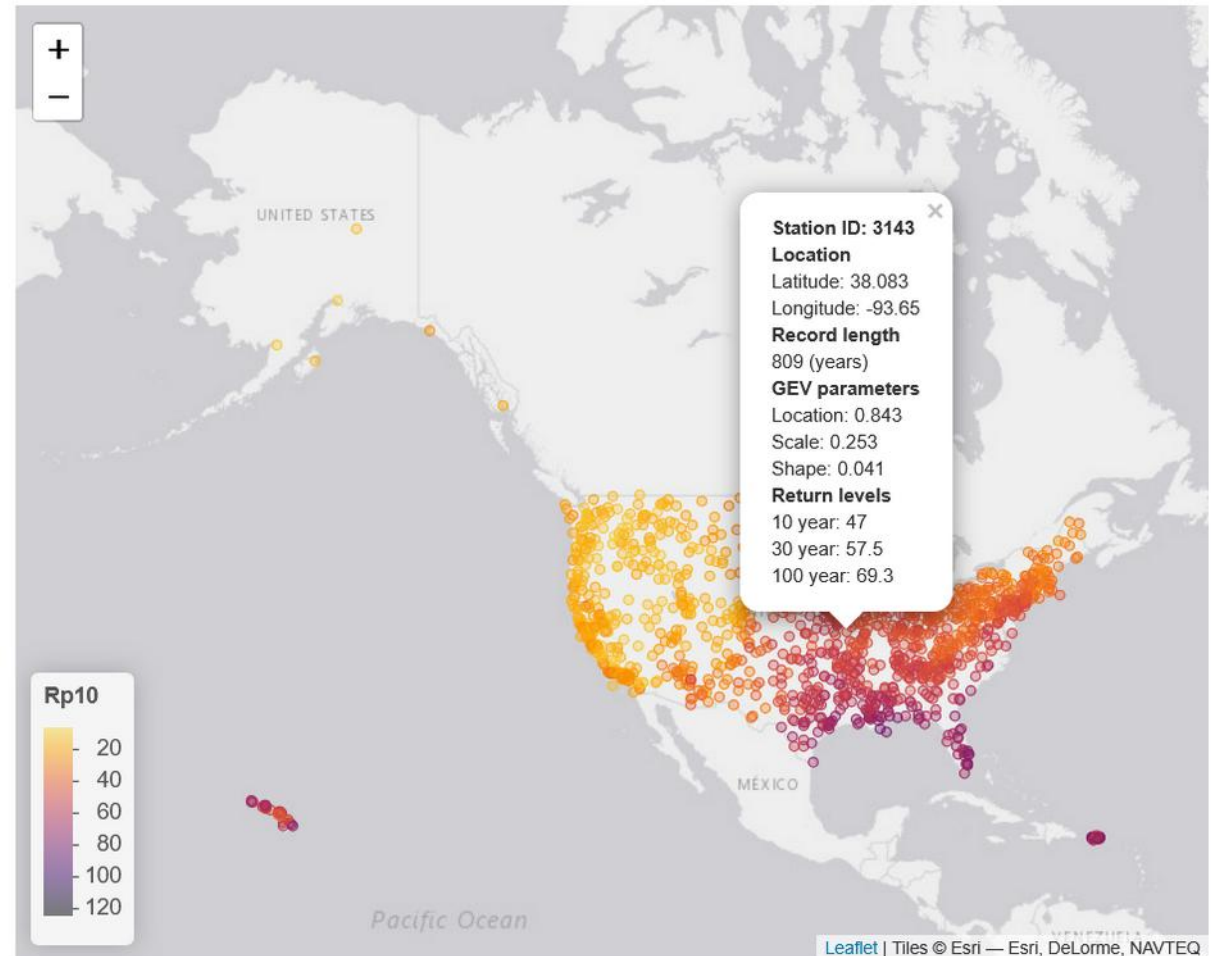 +
−
UNITED STATES
×
Station ID: 3143
Location
Latitude: 38.083
Longitude: -93.65
Record length
809 (years)
GEV parameters
Location: 0.843
Scale: 0.253
Shape: 0.041
Return levels
10 year: 47
30 year: 57.5
100 year: 69.3
Rp10
20
40
60
80
100
120
MÉXICO
Pacific Ocean
VENEZUELA
Leaflet | Tiles © Esri — Esri, DeLorme, NAVTEQ